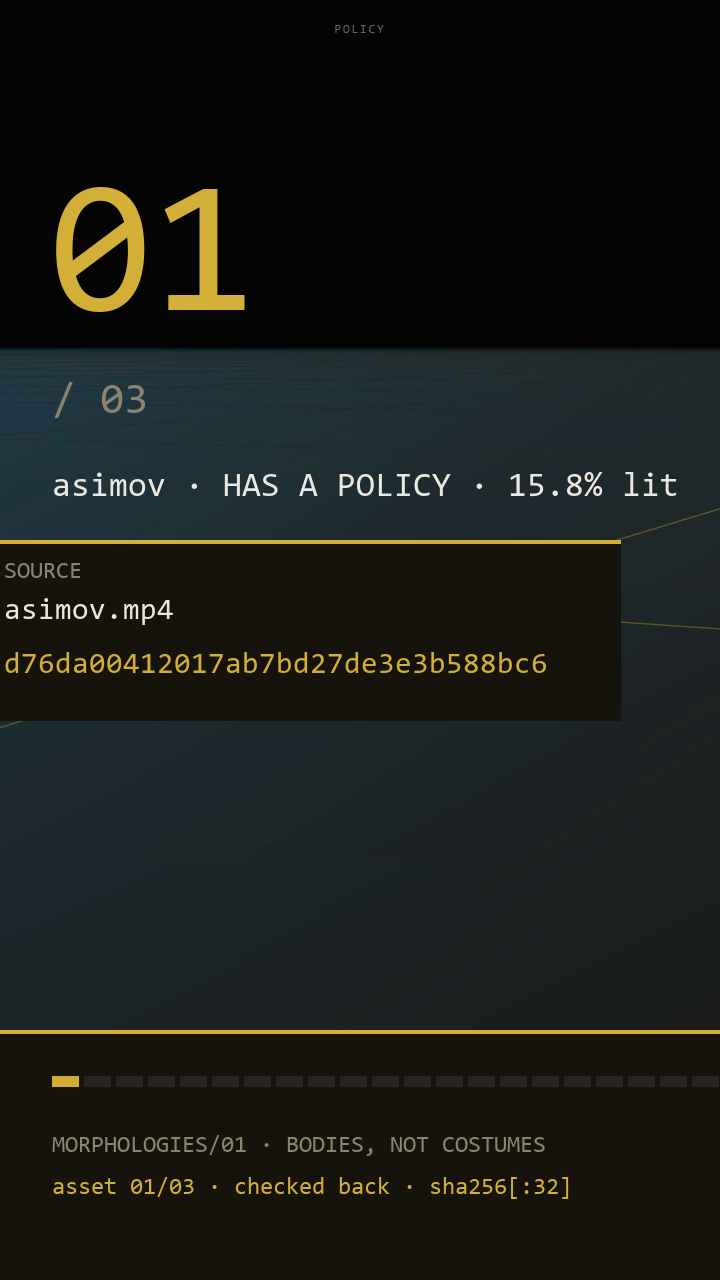 POLICY
01
/ 03
asimov · HAS A POLICY · 15.8% lit
SOURCE
asimov.mp4
d76da00412017ab7bd27de3e3b588bc6
MORPHOLOGIES/01 · BODIES, NOT COSTUMES
asset 01/03 · checked back · sha256[:32]